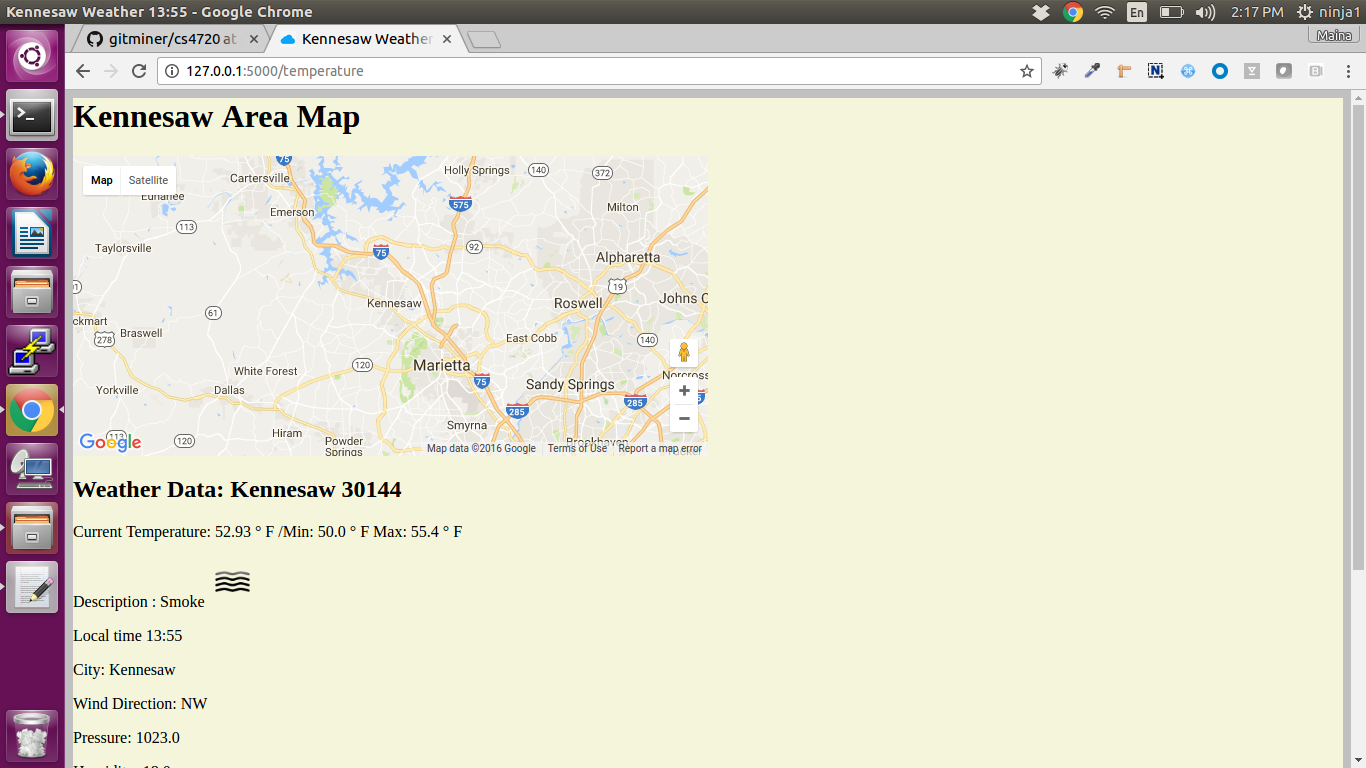 Kennesaw Weather 13:55 - Google Chrome
En
2:17 PM
ninja1
gitminer/cs4720 at
Kennesaw Weather
Maina
127.0.0.1:5000/temperature
Kennesaw Area Map
Map
Satellite
75
Cartersville
Holly Springs
140
372
Euharlee
Emerson
575
Milton
113
Taylorsville
75
92
Alpharetta
19
Kennesaw
Roswell
Johns C
61
ckmart
278
Braswell
East Cobb
140
120
Marietta
White Forest
Norcross
Yorkville
Dallas
75
Sandy Springs
285
285
Smyrna
113
120
Hiram
Powder
Springs
Brookhaven
Google
Map data ©2016 Google
Terms of Use
Report a map error
Weather Data: Kennesaw 30144
Current Temperature: 52.93 ° F /Min: 50.0 ° F Max: 55.4 ° F
Description : Smoke
Local time 13:55
City: Kennesaw
Wind Direction: NW
Pressure: 1023.0